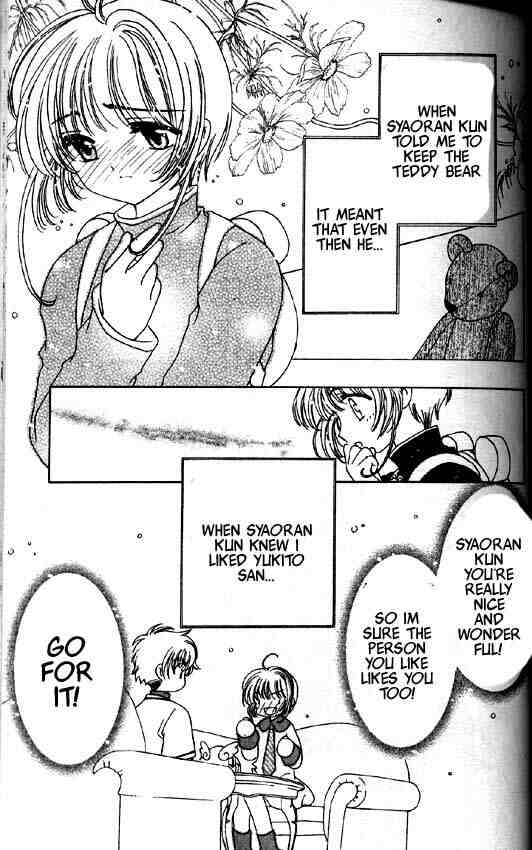 WHEN
SYAORAN KUN
TOLD ME TO
KEEP THE
TEDDY BEAR
IT MEANT
THAT EVEN
THEN HE...
WHEN SYAORAN
KUN KNEW I
LIKED YUKITO
SAN...
SYAORAN
KUN
YOU'RE
REALLY
NICE
AND
WONDER
FUL!
SO IM
SURE THE
PERSON
YOU LIKE
LIKES YOU
TOO!
GO
FOR
IT!